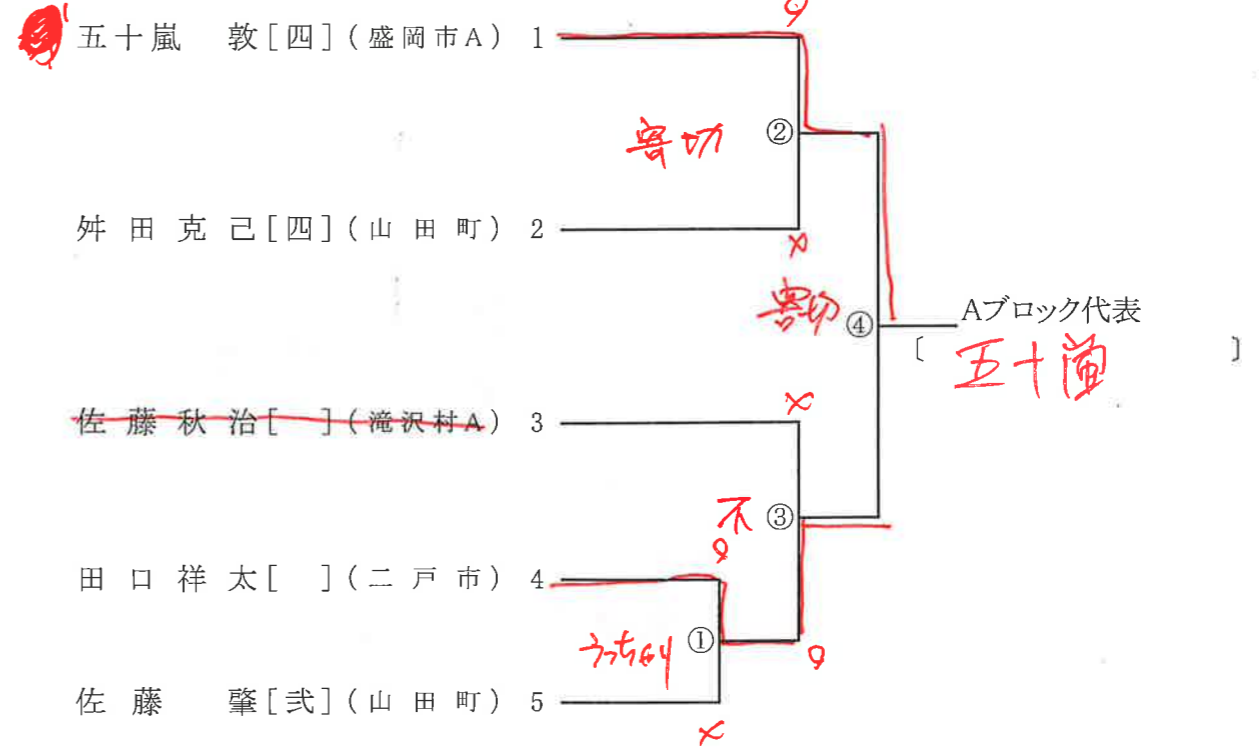 五十嵐 敦[四](盛岡市A) 1
寄切 ②
舛田克己[四](山田町) 2
寄切 ④ Aブロック代表
〔 五十嵐 〕
佐藤秋治[ ](滝沢村A) 3
不 ③
田口祥太[ ](二戸市) 4
うっちゃり ①
佐藤 肇[弐](山田町) 5